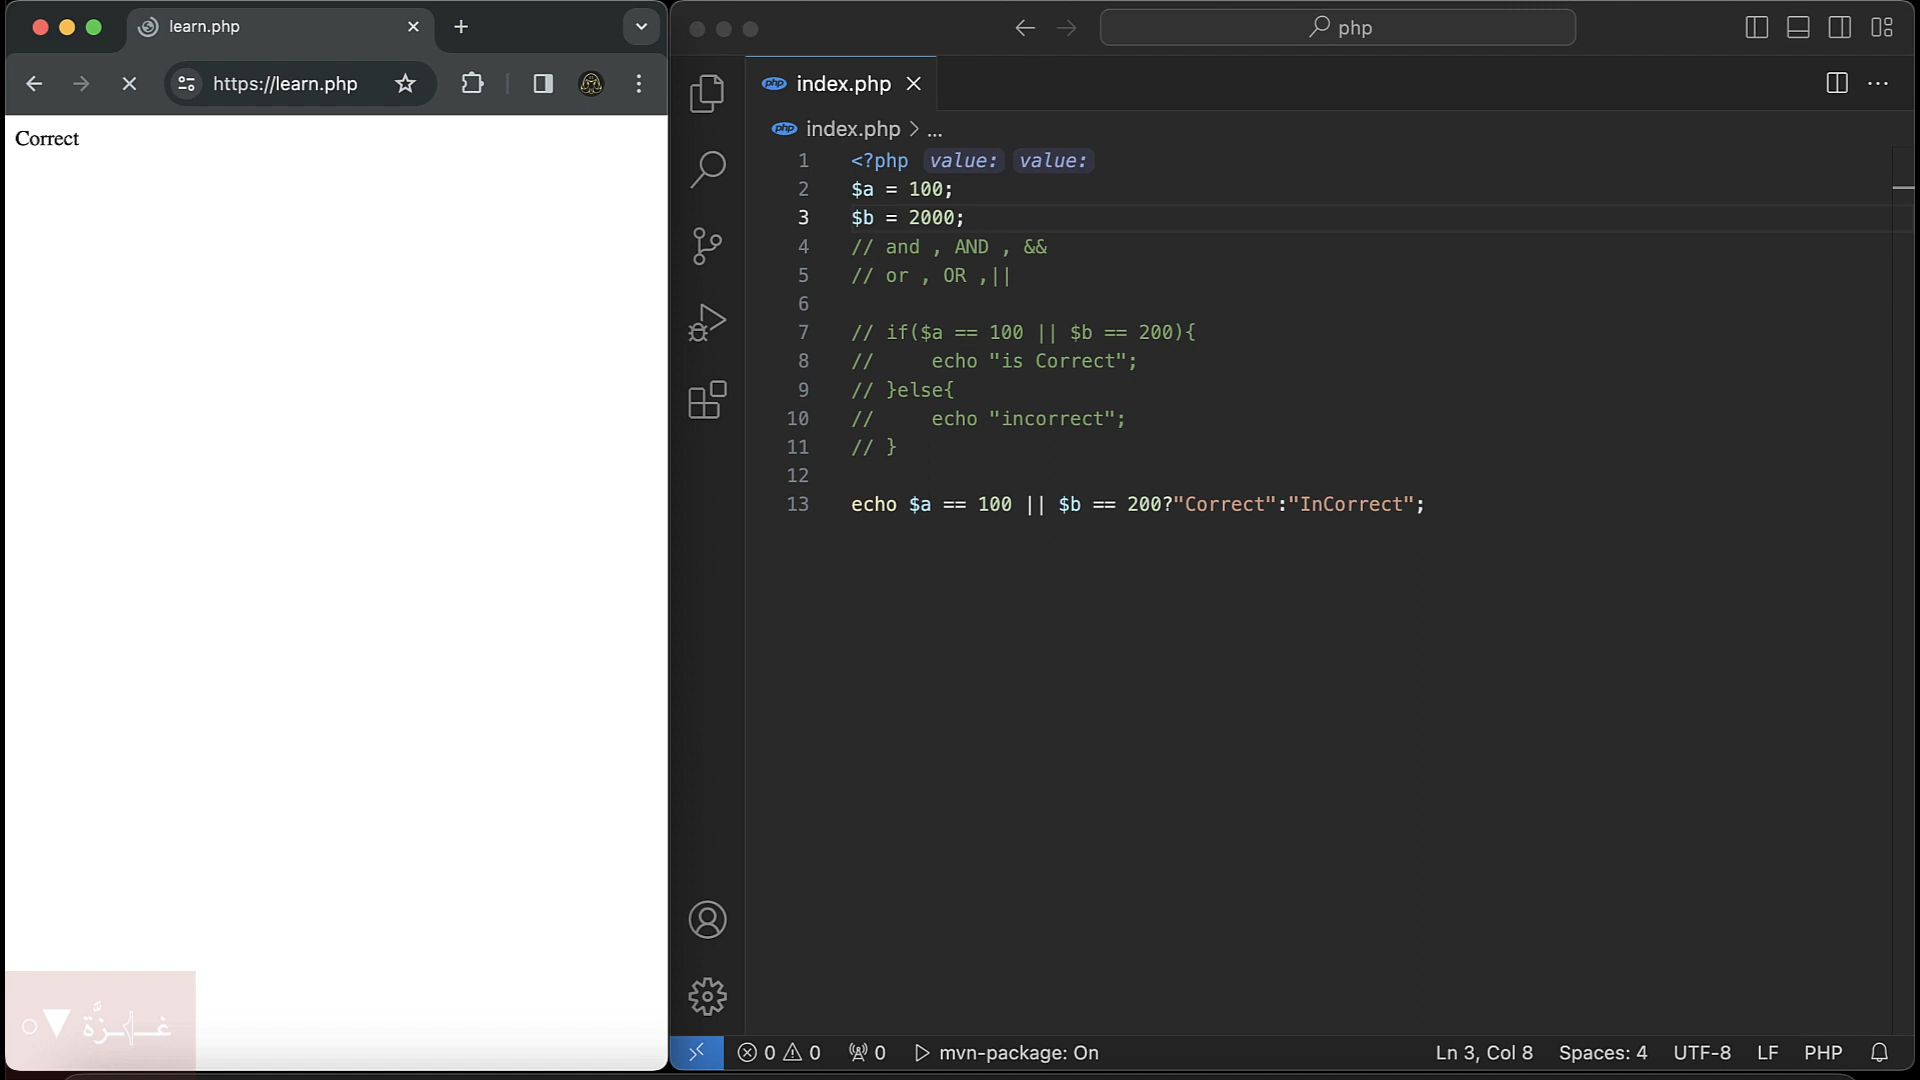 learn.php
https://learn.php
Correct
غزَّة
php
index.php
index.php > ...
1 <?php value: value:
2 $a = 100;
3 $b = 2000;
4 // and , AND , &&
5 // or , OR ,||
6
7 // if($a == 100 || $b == 200){
8 //     echo "is Correct";
9 // }else{
10 //     echo "incorrect";
11 // }
12
13 echo $a == 100 || $b == 200?"Correct":"InCorrect";
0 0 0 mvn-package: On Ln 3, Col 8 Spaces: 4 UTF-8 LF PHP